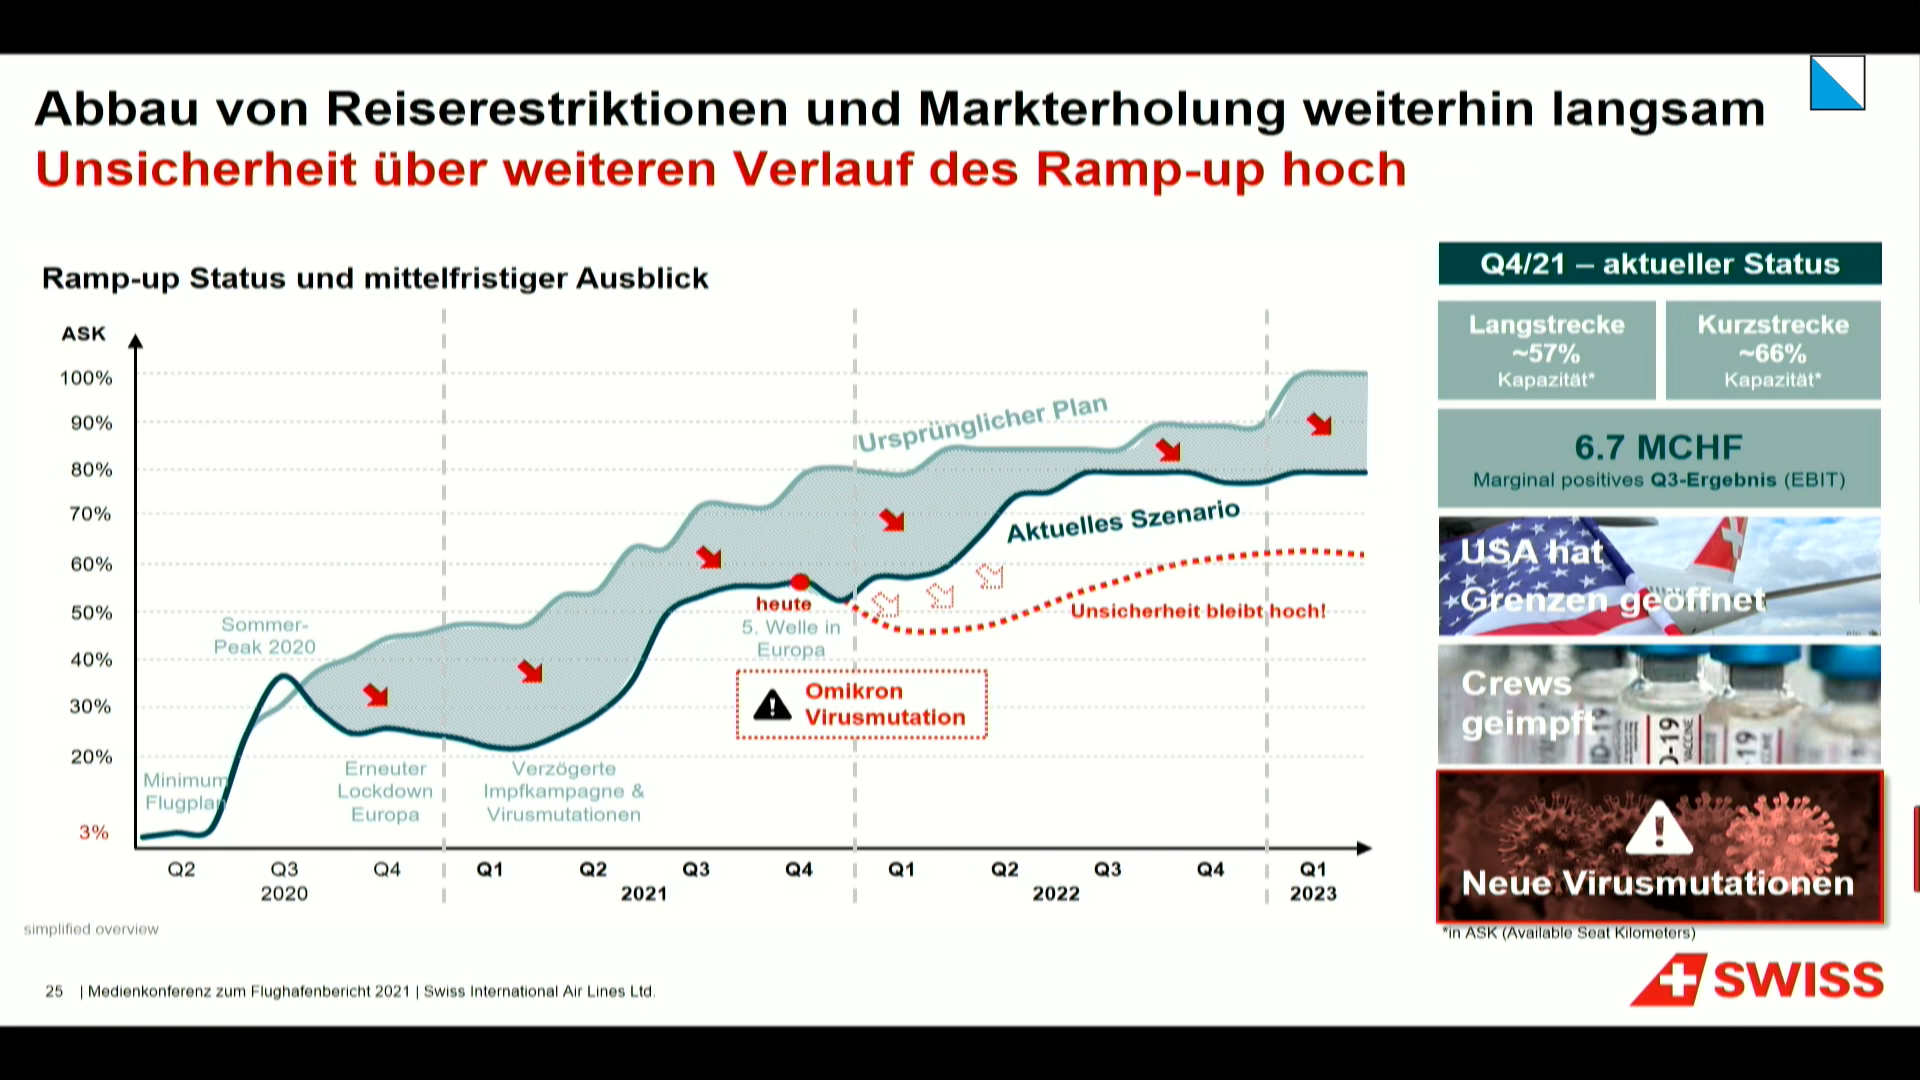 Abbau von Reiserestriktionen und Markterholung weiterhin langsam
Unsicherheit über weiteren Verlauf des Ramp-up hoch
Ramp-up Status und mittelfristiger Ausblick
ASK
100%
90%
80%
70%
60%
50%
40%
30%
20%
3%
Ursprünglicher Plan
Aktuelles Szenario
Unsicherheit bleibt hoch!
heute
5. Welle in
Europa
Omikron
Virusmutation
Sommer-
Peak 2020
Minimum
Flugplan
Erneuter
Lockdown
Europa
Verzögerte
Impfkampagne &
Virusmutationen
Q2 Q3 Q4 Q1 Q2 Q3 Q4 Q1 Q2 Q3 Q4 Q1
2020 2021 2022 2023
simplified overview
Q4/21 – aktueller Status
Langstrecke
~57%
Kapazität*
Kurzstrecke
~66%
Kapazität*
6.7 MCHF
Marginal positives Q3-Ergebnis (EBIT)
USA hat
Grenzen geöffnet
Crews
geimpft
D-19
VACCINE
-19
Neue Virusmutationen
*in ASK (Available Seat Kilometers)
25 | Medienkonferenz zum Flughafenbericht 2021 | Swiss International Air Lines Ltd.
SWISS